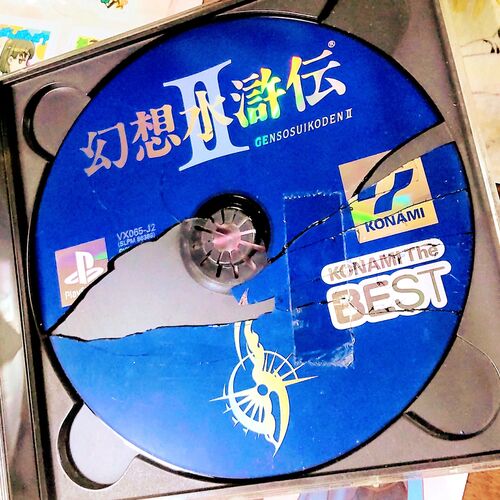 幻想水滸伝®
II
GENSOSUIKODEN II
KONAMI
VX065-J2
KONAMI The
BEST